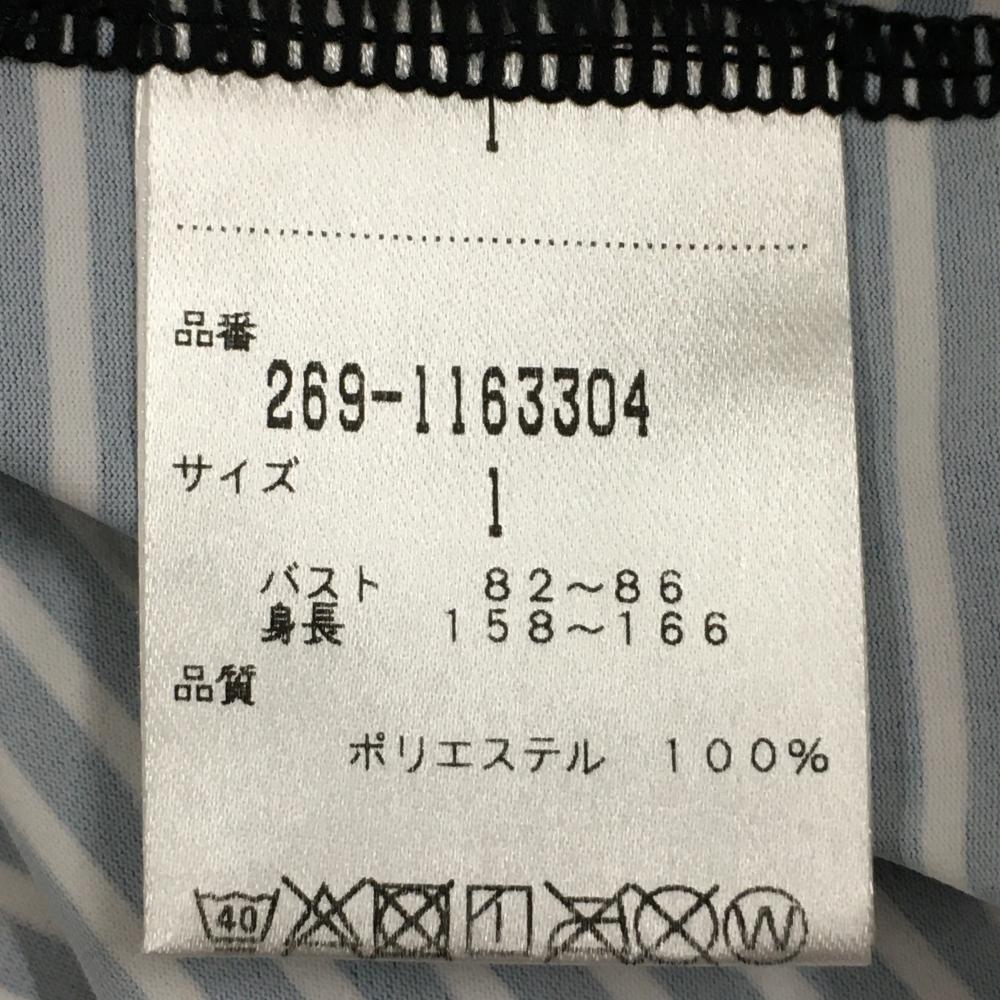 1
品番
269-1163304
サイズ
1
バスト 82～86
身長 158～166
品質
ポリエステル 100%
40 W